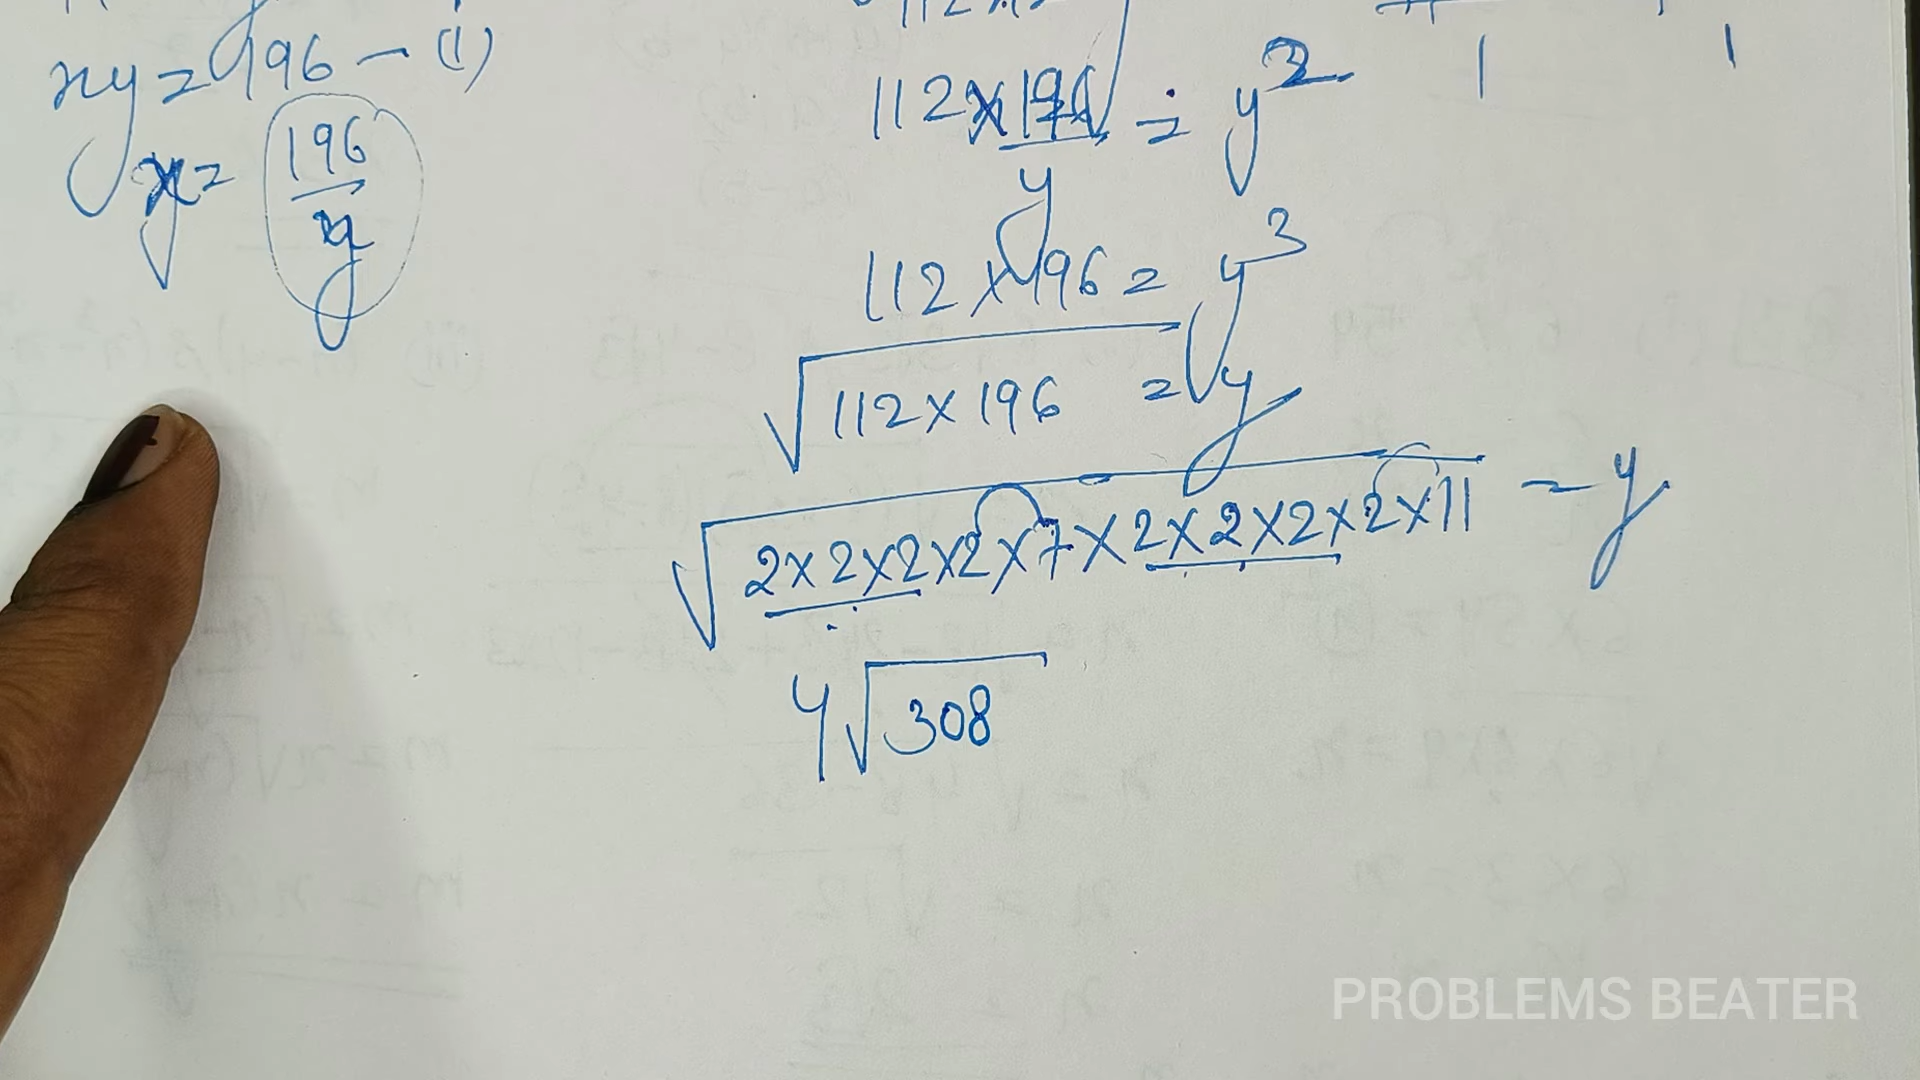 xy = 196 - (1)
x = 196/y
112 x 196/y = y²
112 x 196 = y³
√112 x 196 = y
√2 x 2 x 2 x 2 x 7 x 2 x 2 x 2 x 2 x 11 = y
4√308
PROBLEMS BEATER